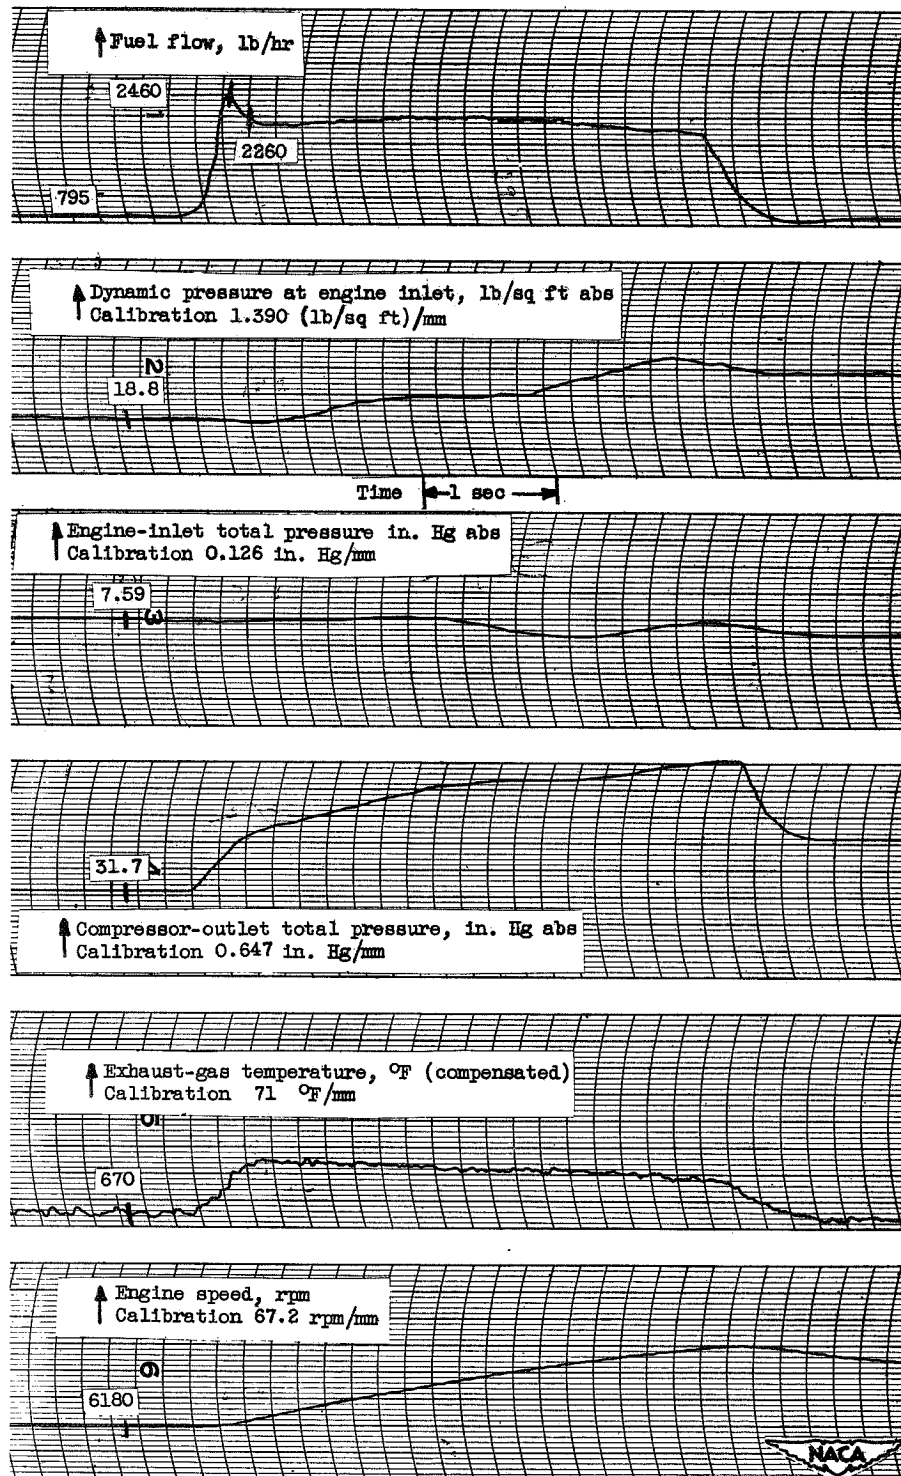 Fuel flow, lb/hr
2460
2260
795
Dynamic pressure at engine inlet, lb/sq ft abs
Calibration 1.390 (lb/sq ft)/mm
2
18.8
Time 1 sec
Engine-inlet total pressure in. Hg abs
Calibration 0.126 in. Hg/mm
7.59
3
31.7
Compressor-outlet total pressure, in. Hg abs
Calibration 0.647 in. Hg/mm
Exhaust-gas temperature, °F (compensated)
Calibration 71 °F/mm
670
Engine speed, rpm
Calibration 67.2 rpm/mm
6
6180
NACA